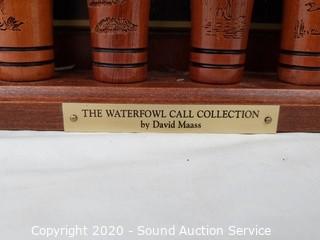 THE WATERFOWL CALL COLLECTION
by David Maass
Copyright 2020 - Sound Auction Service